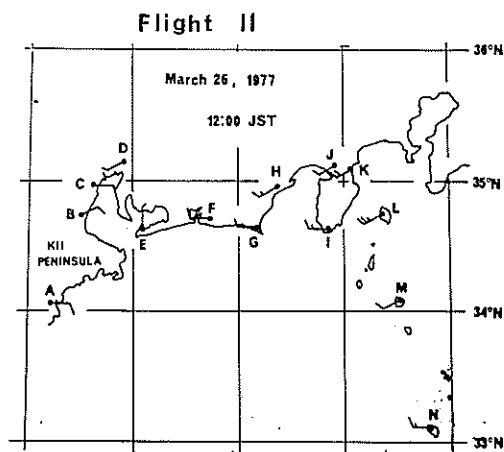 Flight II
36°N
March 26, 1977
12:00 JST
D
J
K
C
H
35°N
B
F
L
E
G
I
KII
PENINSULA
A
M
34°N
N
33°N